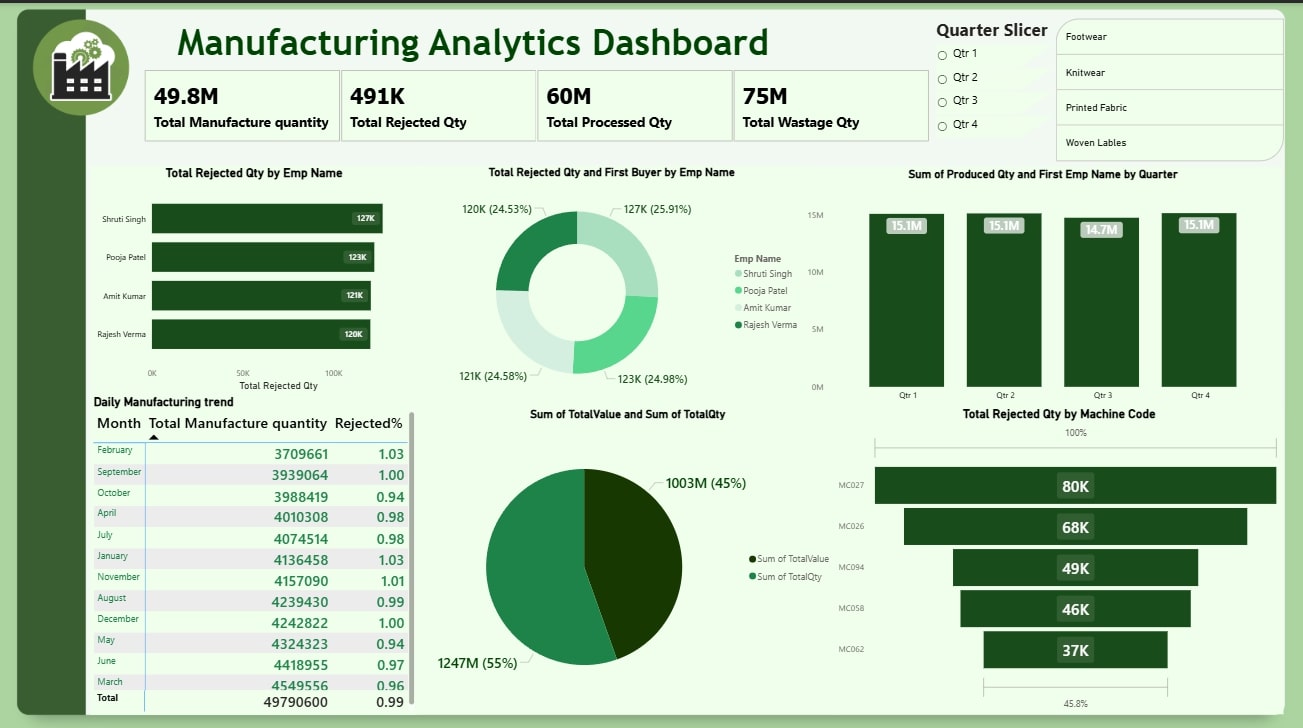 Manufacturing Analytics Dashboard
49.8M
Total Manufacture quantity
491K
Total Rejected Qty
60M
Total Processed Qty
75M
Total Wastage Qty
Quarter Slicer
Qtr 1
Qtr 2
Qtr 3
Qtr 4
Footwear
Knitwear
Printed Fabric
Woven Lables
Total Rejected Qty by Emp Name
Shruti Singh 127K
Pooja Patel 123K
Amit Kumar 121K
Rajesh Verma 120K
0K 50K 100K
Total Rejected Qty
Total Rejected Qty and First Buyer by Emp Name
120K (24.53%) 127K (25.91%)
121K (24.58%) 123K (24.98%)
Emp Name
Shruti Singh
Pooja Patel
Amit Kumar
Rajesh Verma
Sum of Produced Qty and First Emp Name by Quarter
15M
10M
5M
0M
15.1M 15.1M 14.7M 15.1M
Qtr 1 Qtr 2 Qtr 3 Qtr 4
Daily Manufacturing trend
Month Total Manufacture quantity Rejected%
February 3709661 1.03
September 3939064 1.00
October 3988419 0.94
April 4010308 0.98
July 4074514 0.98
January 4136458 1.03
November 4157090 1.01
August 4239430 0.99
December 4242822 1.00
May 4324323 0.94
June 4418955 0.97
March 4549556 0.96
Total 49790600 0.99
Sum of TotalValue and Sum of TotalQty
1003M (45%)
1247M (55%)
Sum of TotalValue
Sum of TotalQty
Total Rejected Qty by Machine Code
100%
MC027 80K
MC026 68K
MC094 49K
MC058 46K
MC062 37K
45.8%